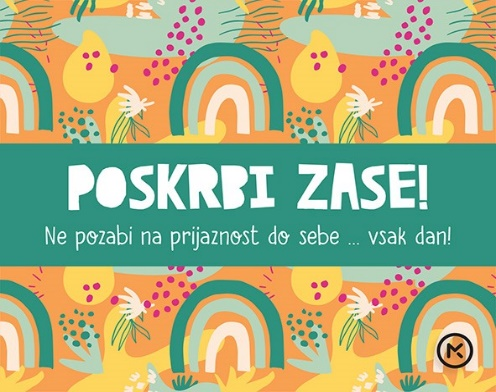 POSKRBI ZASE!
Ne pozabi na prijaznost do sebe ... vsak dan!